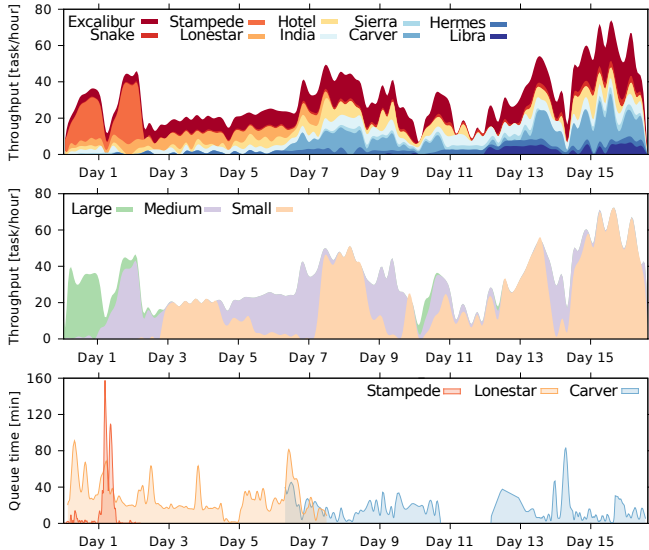 Throughput [task/hour]
80
60
40
20
0
Excalibur Stampede Hotel Sierra Hermes
Snake Lonestar India Carver Libra
Day 1 Day 3 Day 5 Day 7 Day 9 Day 11 Day 13 Day 15
Throughput [task/hour]
80
60
40
20
0
Large Medium Small
Day 1 Day 3 Day 5 Day 7 Day 9 Day 11 Day 13 Day 15
Queue time [min]
160
120
80
40
0
Stampede Lonestar Carver
Day 1 Day 3 Day 5 Day 7 Day 9 Day 11 Day 13 Day 15